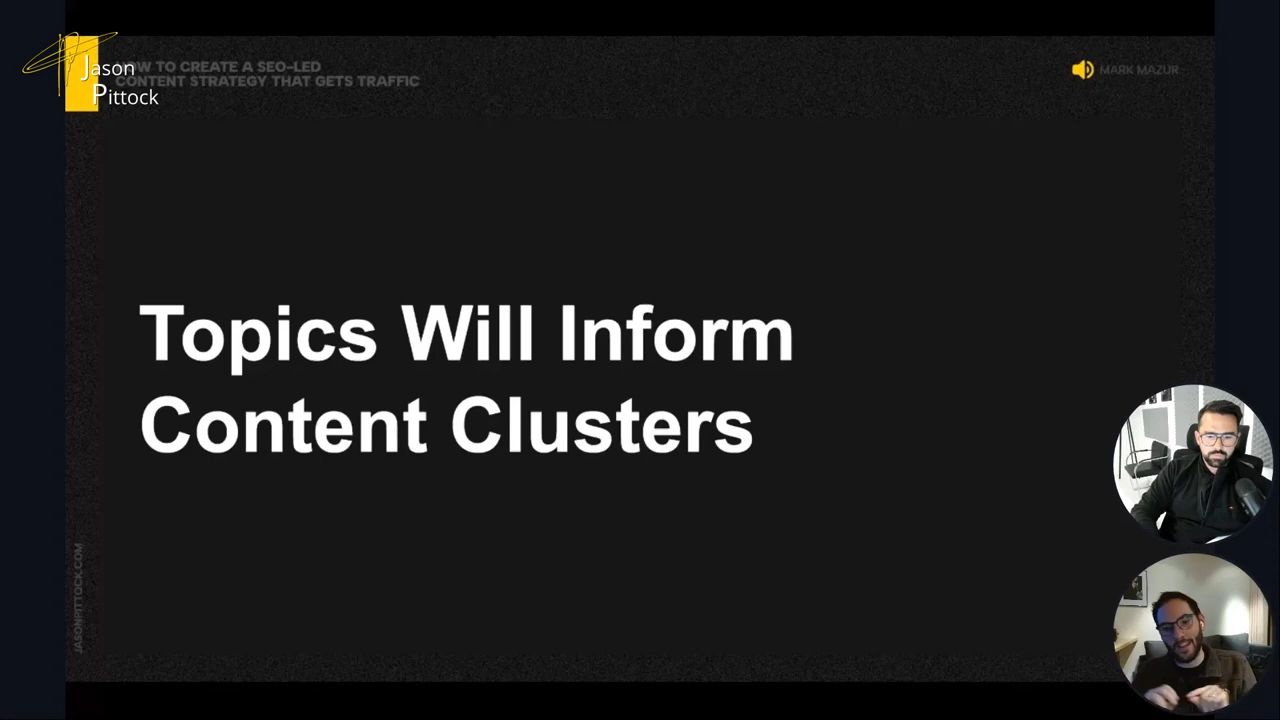 Jason
Pittock
HOW TO CREATE A SEO-LED
CONTENT STRATEGY THAT GETS TRAFFIC
MARK MAZUR
Topics Will Inform
Content Clusters
JASONPITTOCK.COM